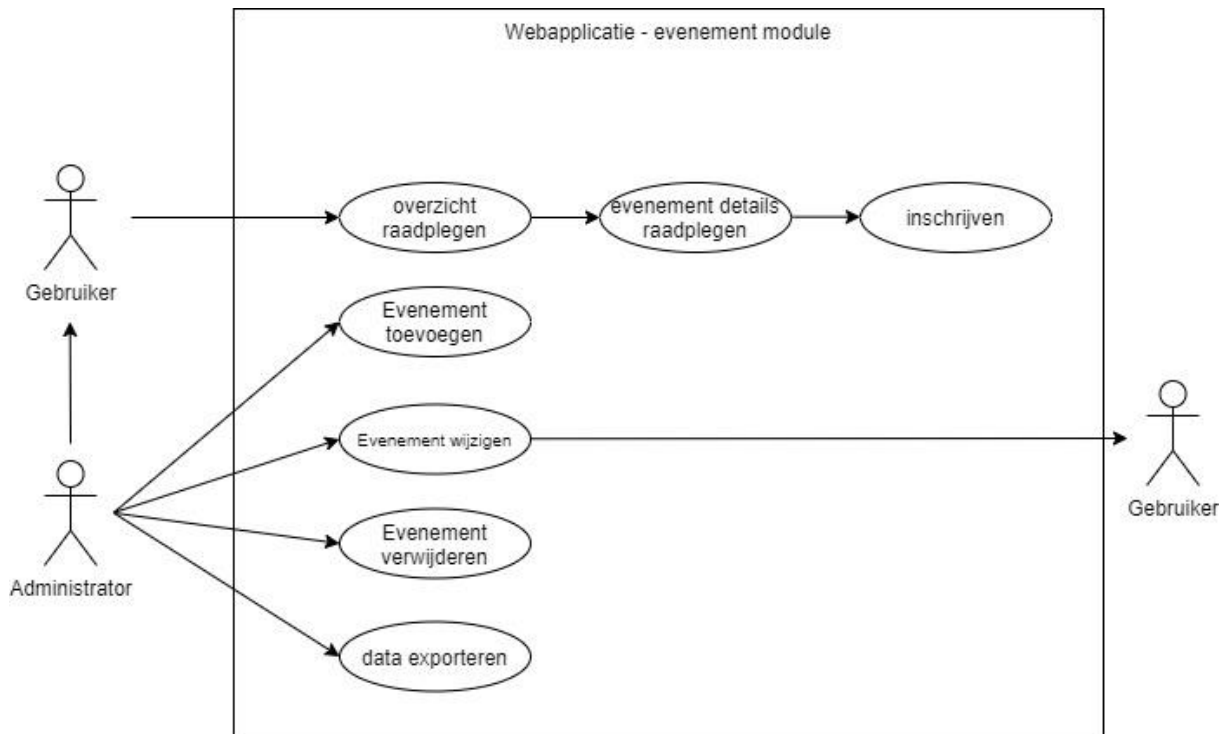 Webapplicatie - evenement module
overzicht
raadplegen
evenement details
raadplegen
inschrijven
Gebruiker
Evenement
toevoegen
Evenement wijzigen
Gebruiker
Evenement
verwijderen
Administrator
data exporteren